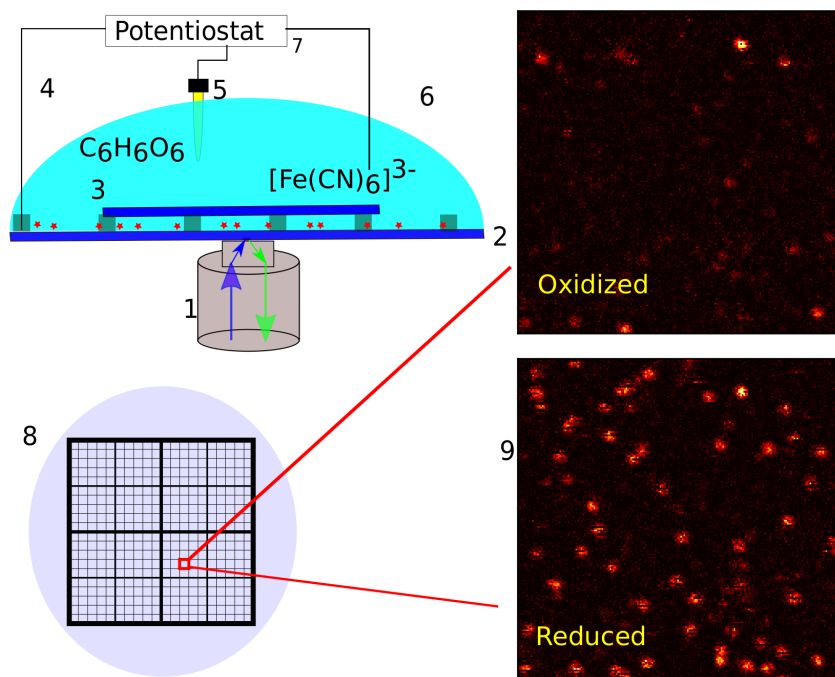 Potentiostat
7
4
5
6
C6H6O6
[Fe(CN)6]3-
3
2
1
Oxidized
8
9
Reduced